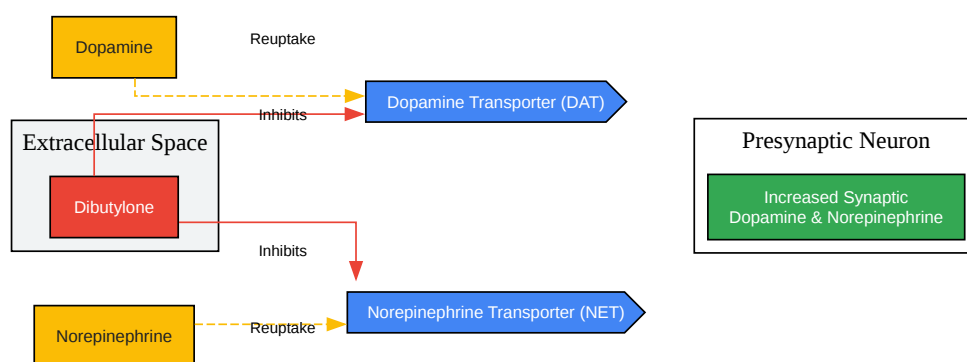 Dopamine
Reuptake
Dopamine Transporter (DAT)
Inhibits
Extracellular Space
Dibutylone
Presynaptic Neuron
Increased Synaptic
Dopamine & Norepinephrine
Inhibits
Norepinephrine Transporter (NET)
Norepinephrine
Reuptake